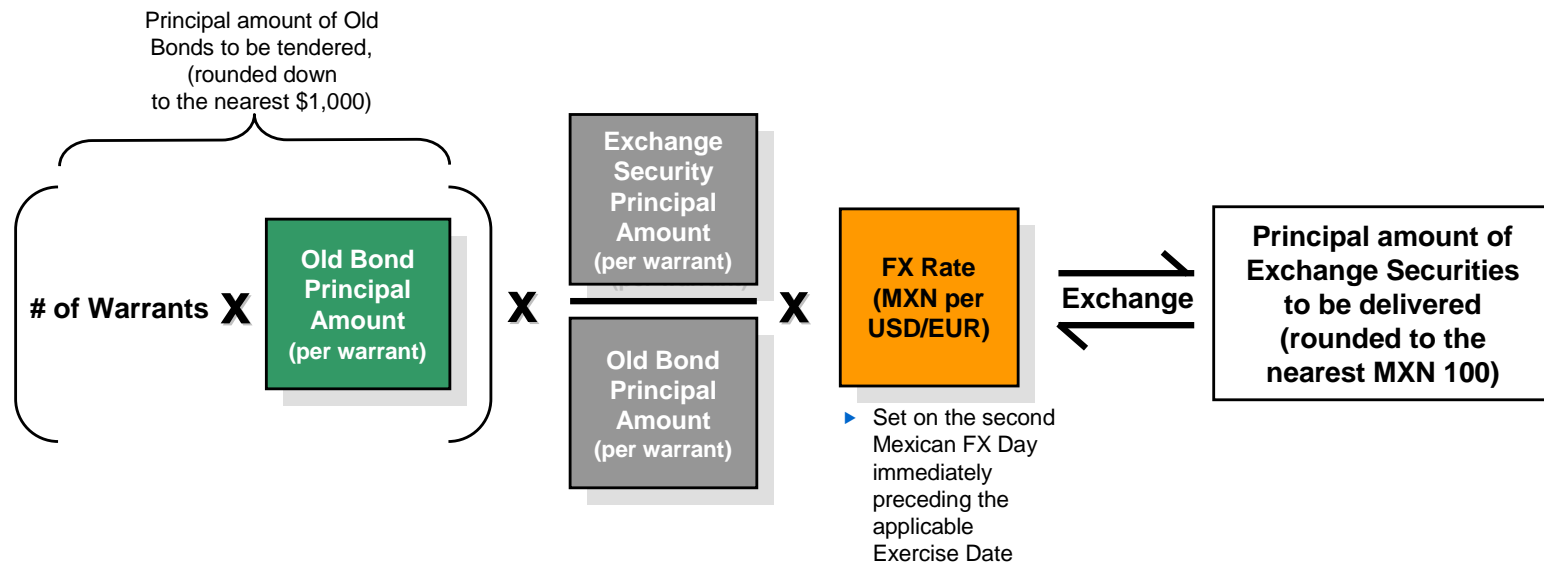 Principal amount of Old
Bonds to be tendered,
(rounded down
to the nearest $1,000)
# of Warrants X
Old Bond
Principal
Amount
(per warrant)
X
Exchange
Security
Principal
Amount
(per warrant)
Old Bond
Principal
Amount
(per warrant)
X
FX Rate
(MXN per
USD/EUR)
▶ Set on the second
Mexican FX Day
immediately
preceding the
applicable
Exercise Date
Exchange
Principal amount of
Exchange Securities
to be delivered
(rounded to the
nearest MXN 100)